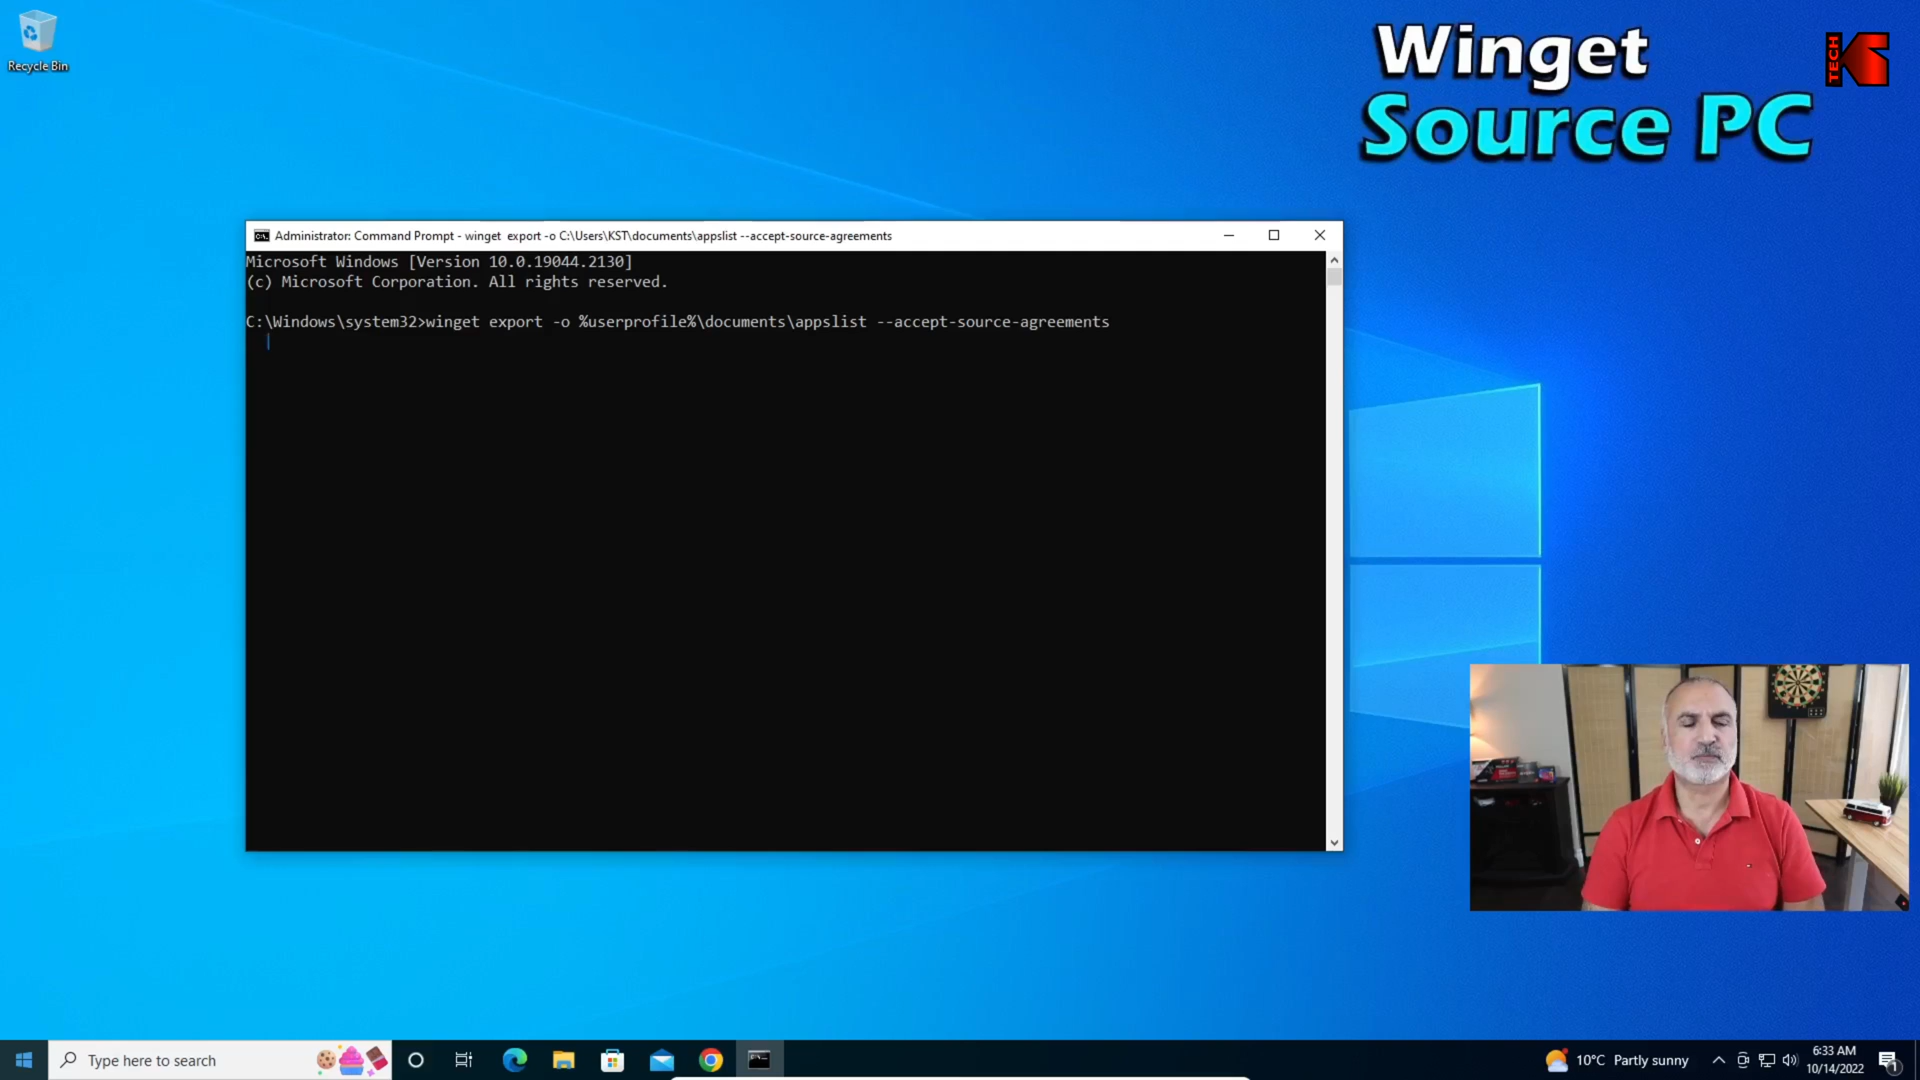 Recycle Bin
Winget
TECH
Source PC
Administrator: Command Prompt - winget  export -o C:\Users\KST\documents\appslist --accept-source-agreements
Microsoft Windows [Version 10.0.19044.2130]
(c) Microsoft Corporation. All rights reserved.
C:\Windows\system32>winget export -o %userprofile%\documents\appslist --accept-source-agreements
Type here to search
10°C Partly sunny
6:33 AM
10/14/2022
1